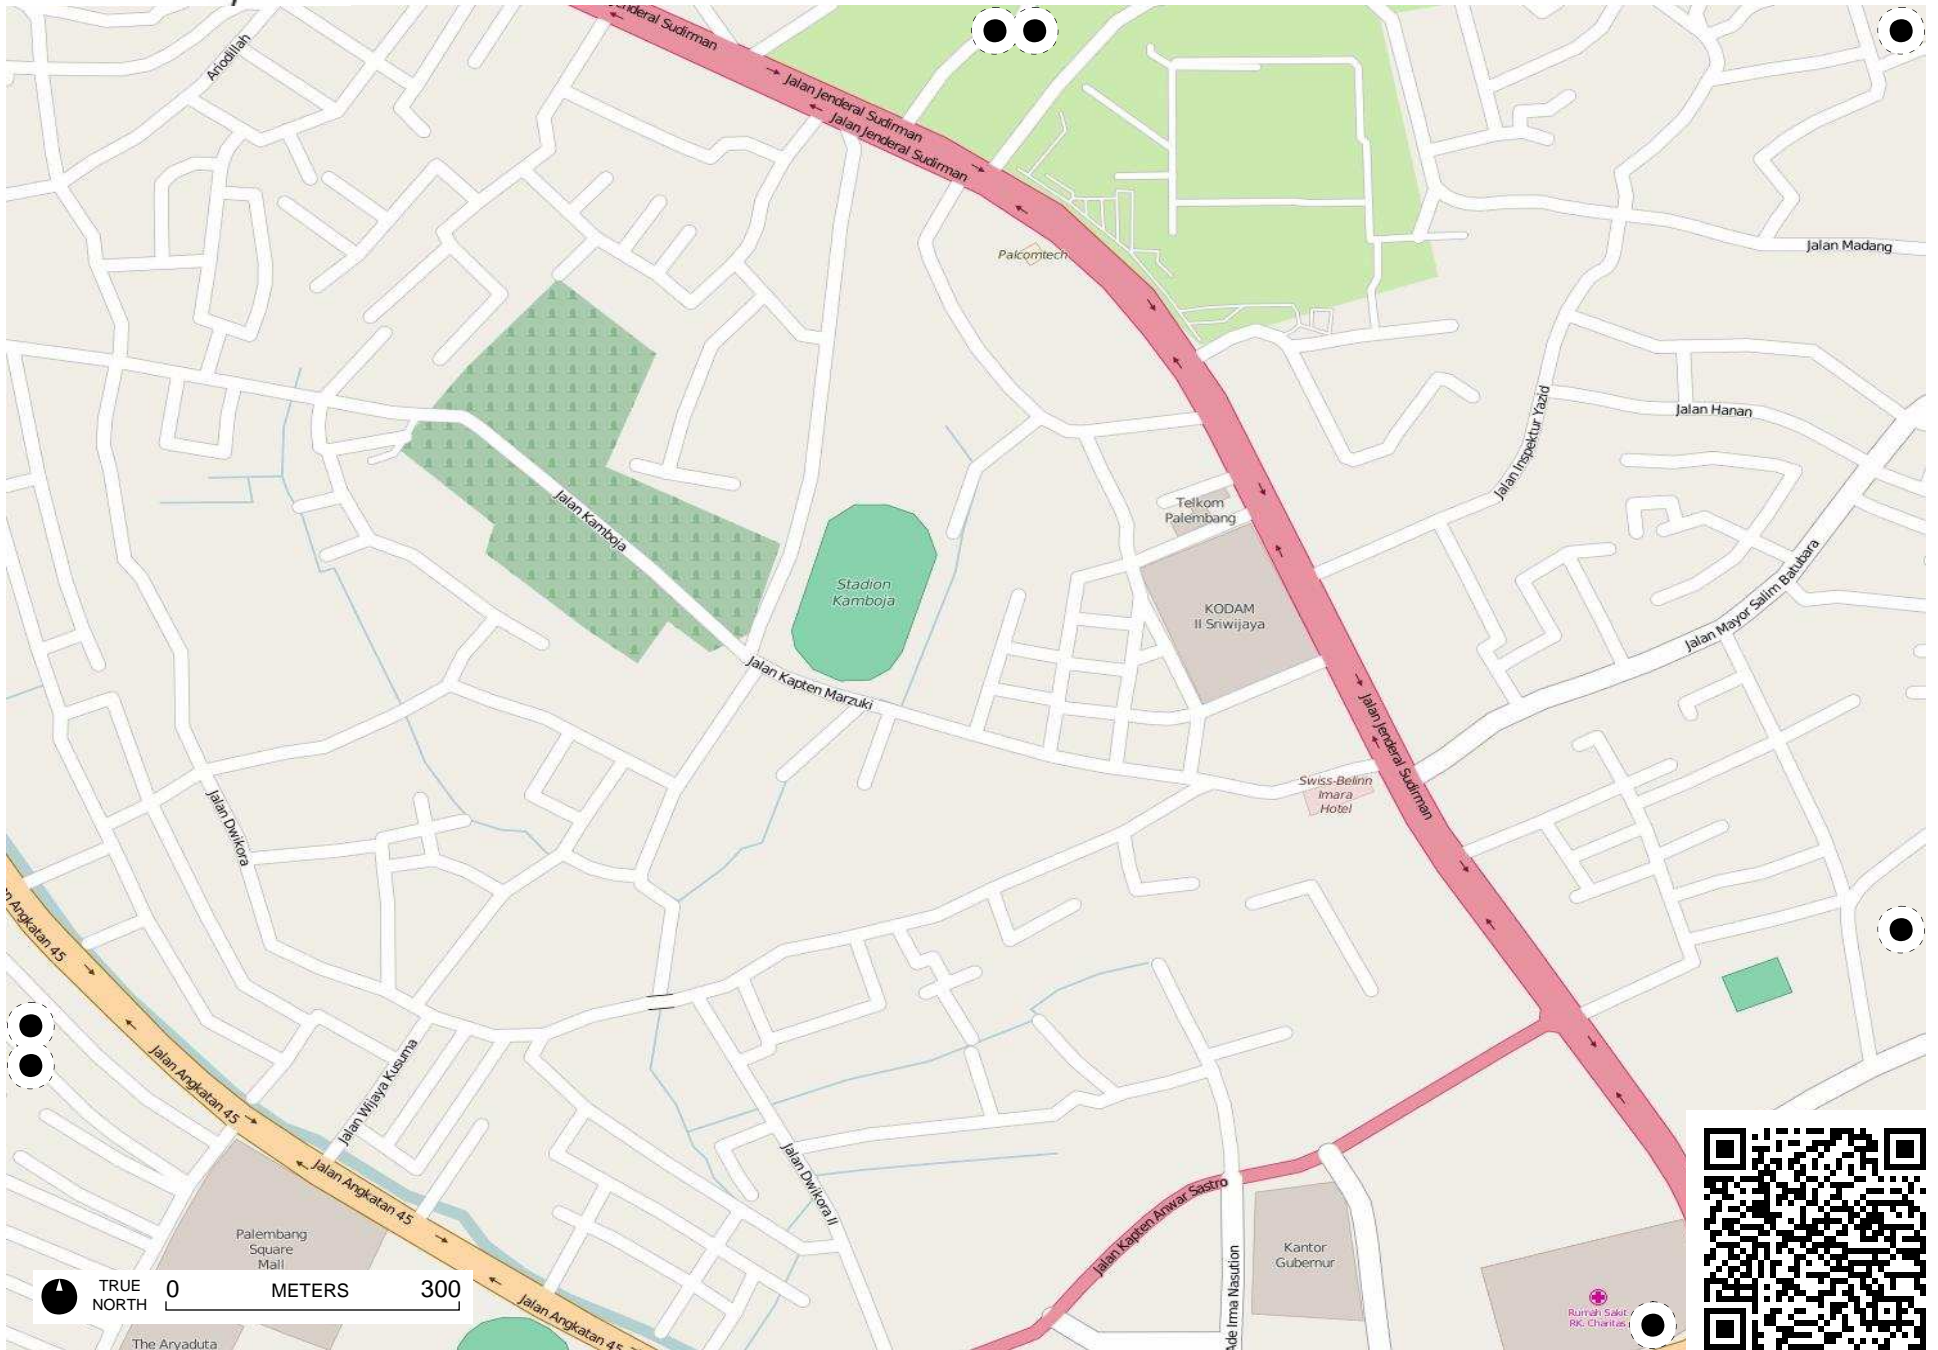 Jenderal Sudirman
Ariodillah
Jalan Jenderal Sudirman
Jalan Jenderal Sudirman
Palcomtech
Jalan Madang
Jalan Hanan
Jalan Inspektur Yazid
Jalan Kamboja
Telkom
Palembang
Stadion
Kamboja
KODAM
II Sriwijaya
Jalan Mayor Salim Batubara
Jalan Kapten Marzuki
Jalan Jenderal Sudirman
Swiss-Belinn
Imara
Hotel
Jalan Dwikora
Angkatan 45
Jalan Angkatan 45
Jalan Wijaya Kusuma
Jalan Angkatan 45
Jalan Dwikora II
Jalan Kapten Anwar Sastro
Palembang
Square
Mall
Kantor
Gubernur
Ade Irma Nasution
TRUE
NORTH
0 METERS 300
Jalan Angkatan 45
Rumah Sakit
RK. Charitas
The Aryaduta